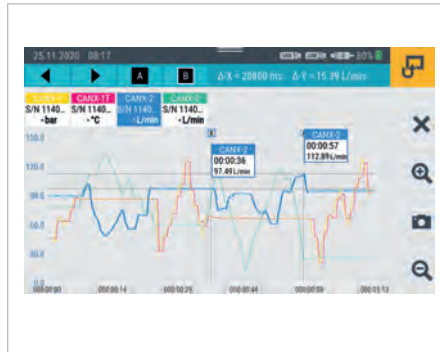 25.11.2020 08:17 80%
A B Δ-X = 20860 ms Δ-Y = 15.39 L/min
CANX-1 CANX-1T CANX-2 CANX-2
S/N 1140... S/N 1140... S/N 1140... S/N 1140...
- bar - °C - L/min - L/min
150.0
120.0
90.0
60.0
30.0
0.0
CANX-2
00:00:36
97.49 L/min
CANX-2
00:00:57
112.89 L/min
000:00:00 000:00:14 000:00:29 000:00:44 000:00:59 000:01:13